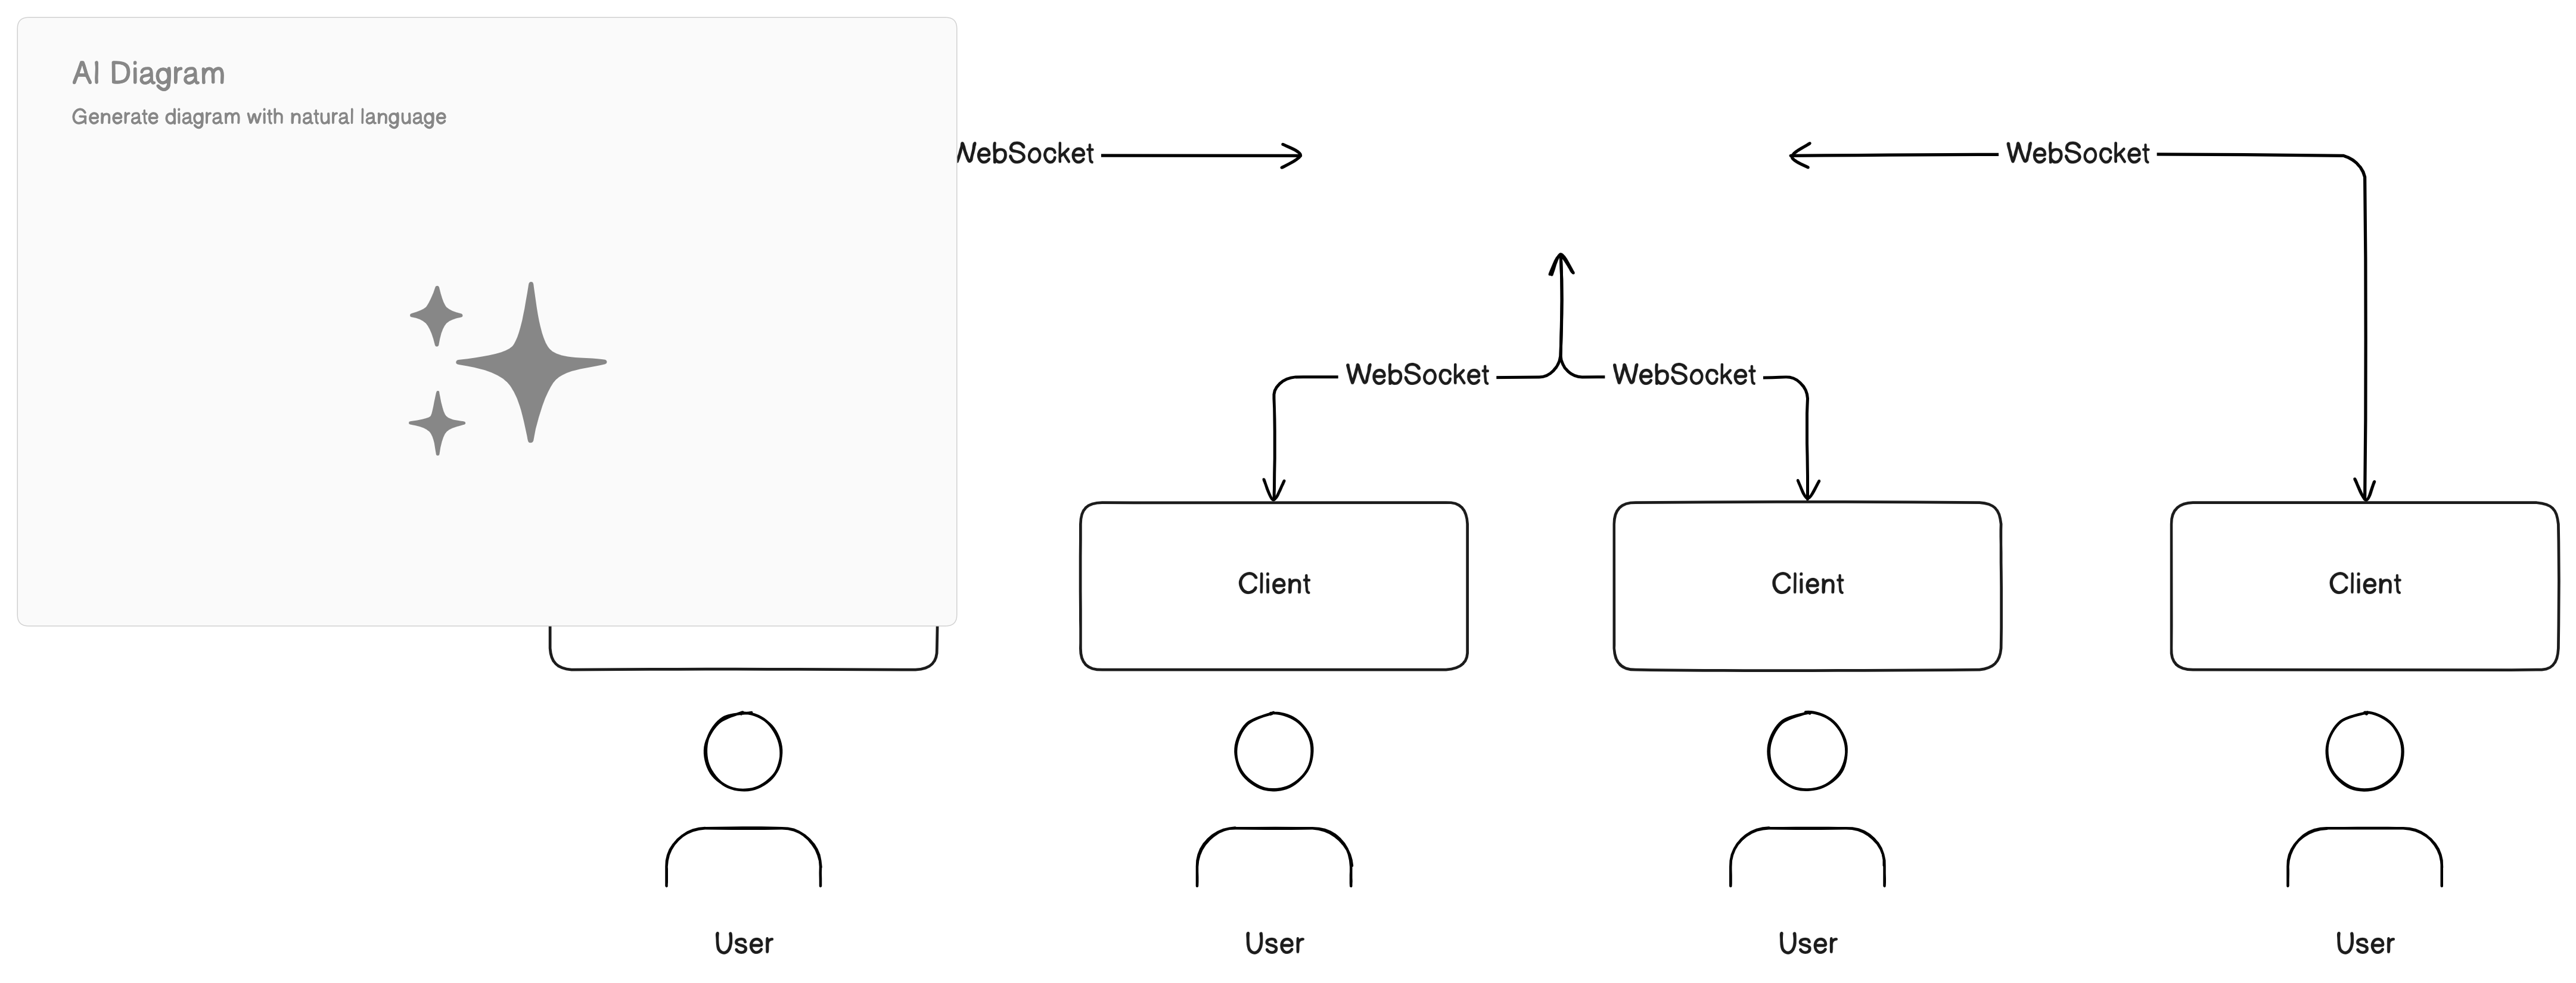 AI Diagram
Generate diagram with natural language
WebSocket
WebSocket
WebSocket
WebSocket
Client
Client
Client
User
User
User
User